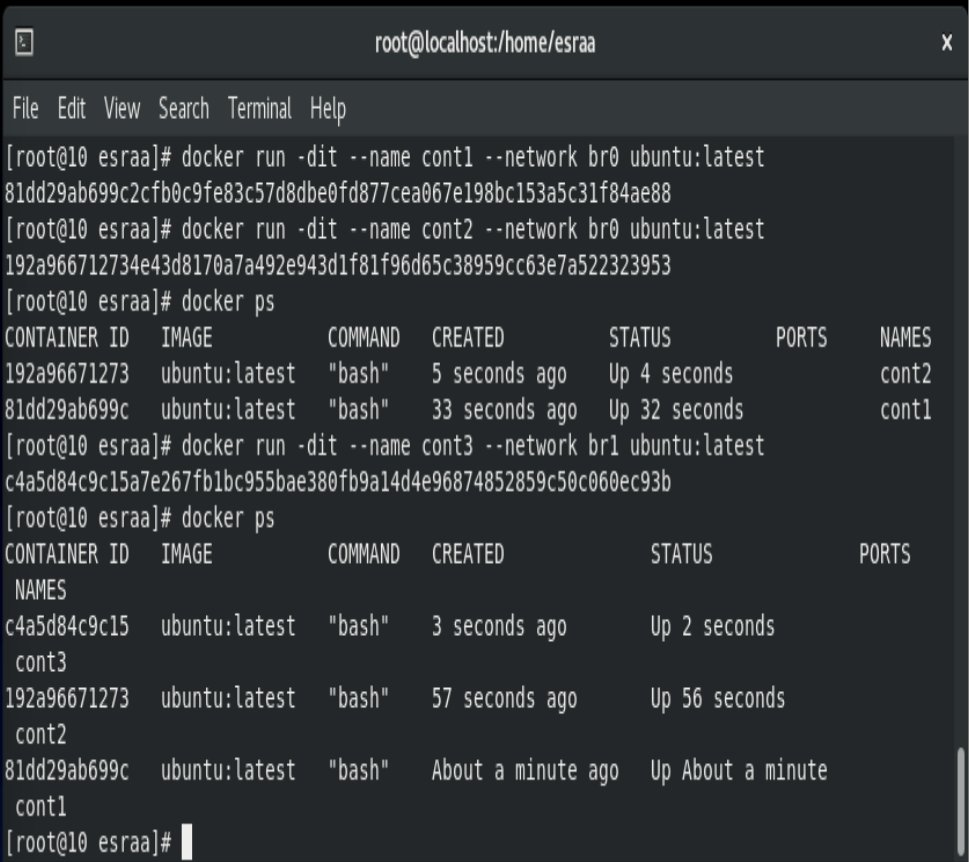 root@localhost:/home/esraa x
File Edit View Search Terminal Help
[root@10 esraa]# docker run -dit --name cont1 --network br0 ubuntu:latest
81dd29ab699c2cfb0c9fe83c57d8dbe0fd877cea067e198bc153a5c31f84ae88
[root@10 esraa]# docker run -dit --name cont2 --network br0 ubuntu:latest
192a966712734e43d8170a7a492e943d1f81f96d65c38959cc63e7a522323953
[root@10 esraa]# docker ps
CONTAINER ID   IMAGE           COMMAND   CREATED          STATUS          PORTS     NAMES
192a96671273   ubuntu:latest   "bash"    5 seconds ago    Up 4 seconds              cont2
81dd29ab699c   ubuntu:latest   "bash"    33 seconds ago   Up 32 seconds             cont1
[root@10 esraa]# docker run -dit --name cont3 --network br1 ubuntu:latest
c4a5d84c9c15a7e267fb1bc955bae380fb9a14d4e96874852859c50c060ec93b
[root@10 esraa]# docker ps
CONTAINER ID   IMAGE           COMMAND   CREATED              STATUS              PORTS
 NAMES
c4a5d84c9c15   ubuntu:latest   "bash"    3 seconds ago        Up 2 seconds
 cont3
192a96671273   ubuntu:latest   "bash"    57 seconds ago       Up 56 seconds
 cont2
81dd29ab699c   ubuntu:latest   "bash"    About a minute ago   Up About a minute
 cont1
[root@10 esraa]#